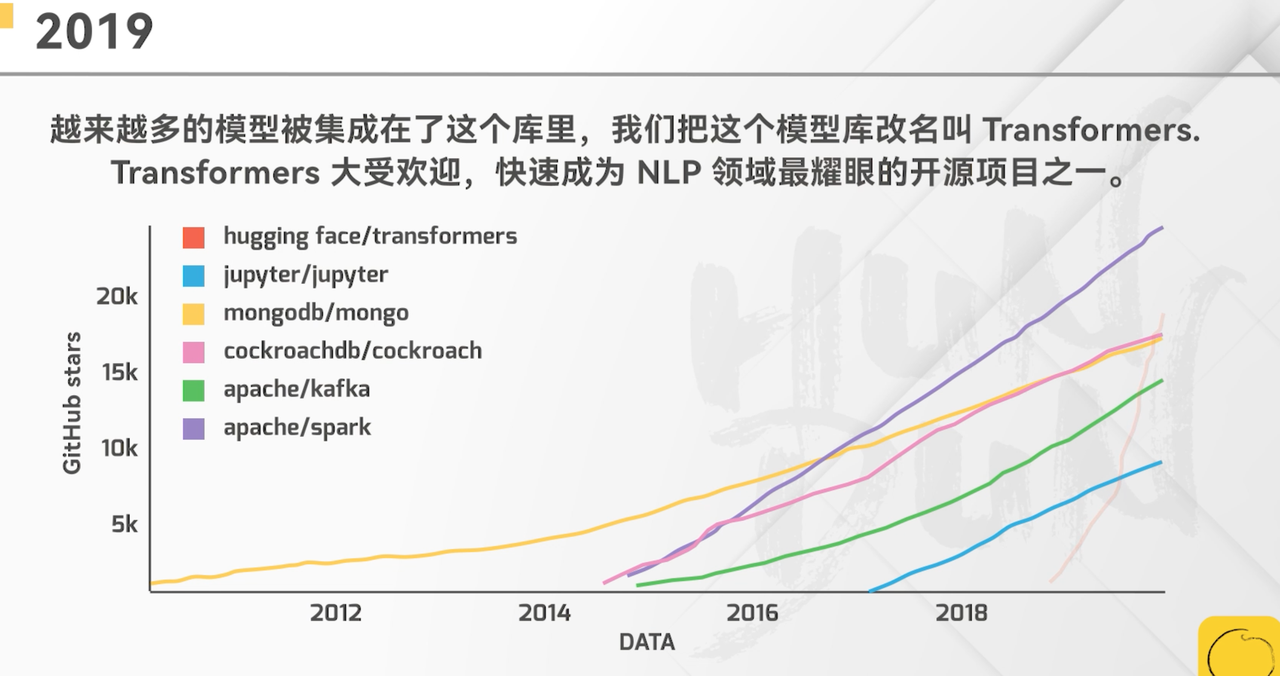 2019
越来越多的模型被集成在了这个库里，我们把这个模型库改名叫 Transformers.
Transformers 大受欢迎，快速成为 NLP 领域最耀眼的开源项目之一。
hugging face/transformers
jupyter/jupyter
mongodb/mongo
cockroachdb/cockroach
apache/kafka
apache/spark
GitHub stars
20k
15k
10k
5k
2012
2014
2016
2018
DATA